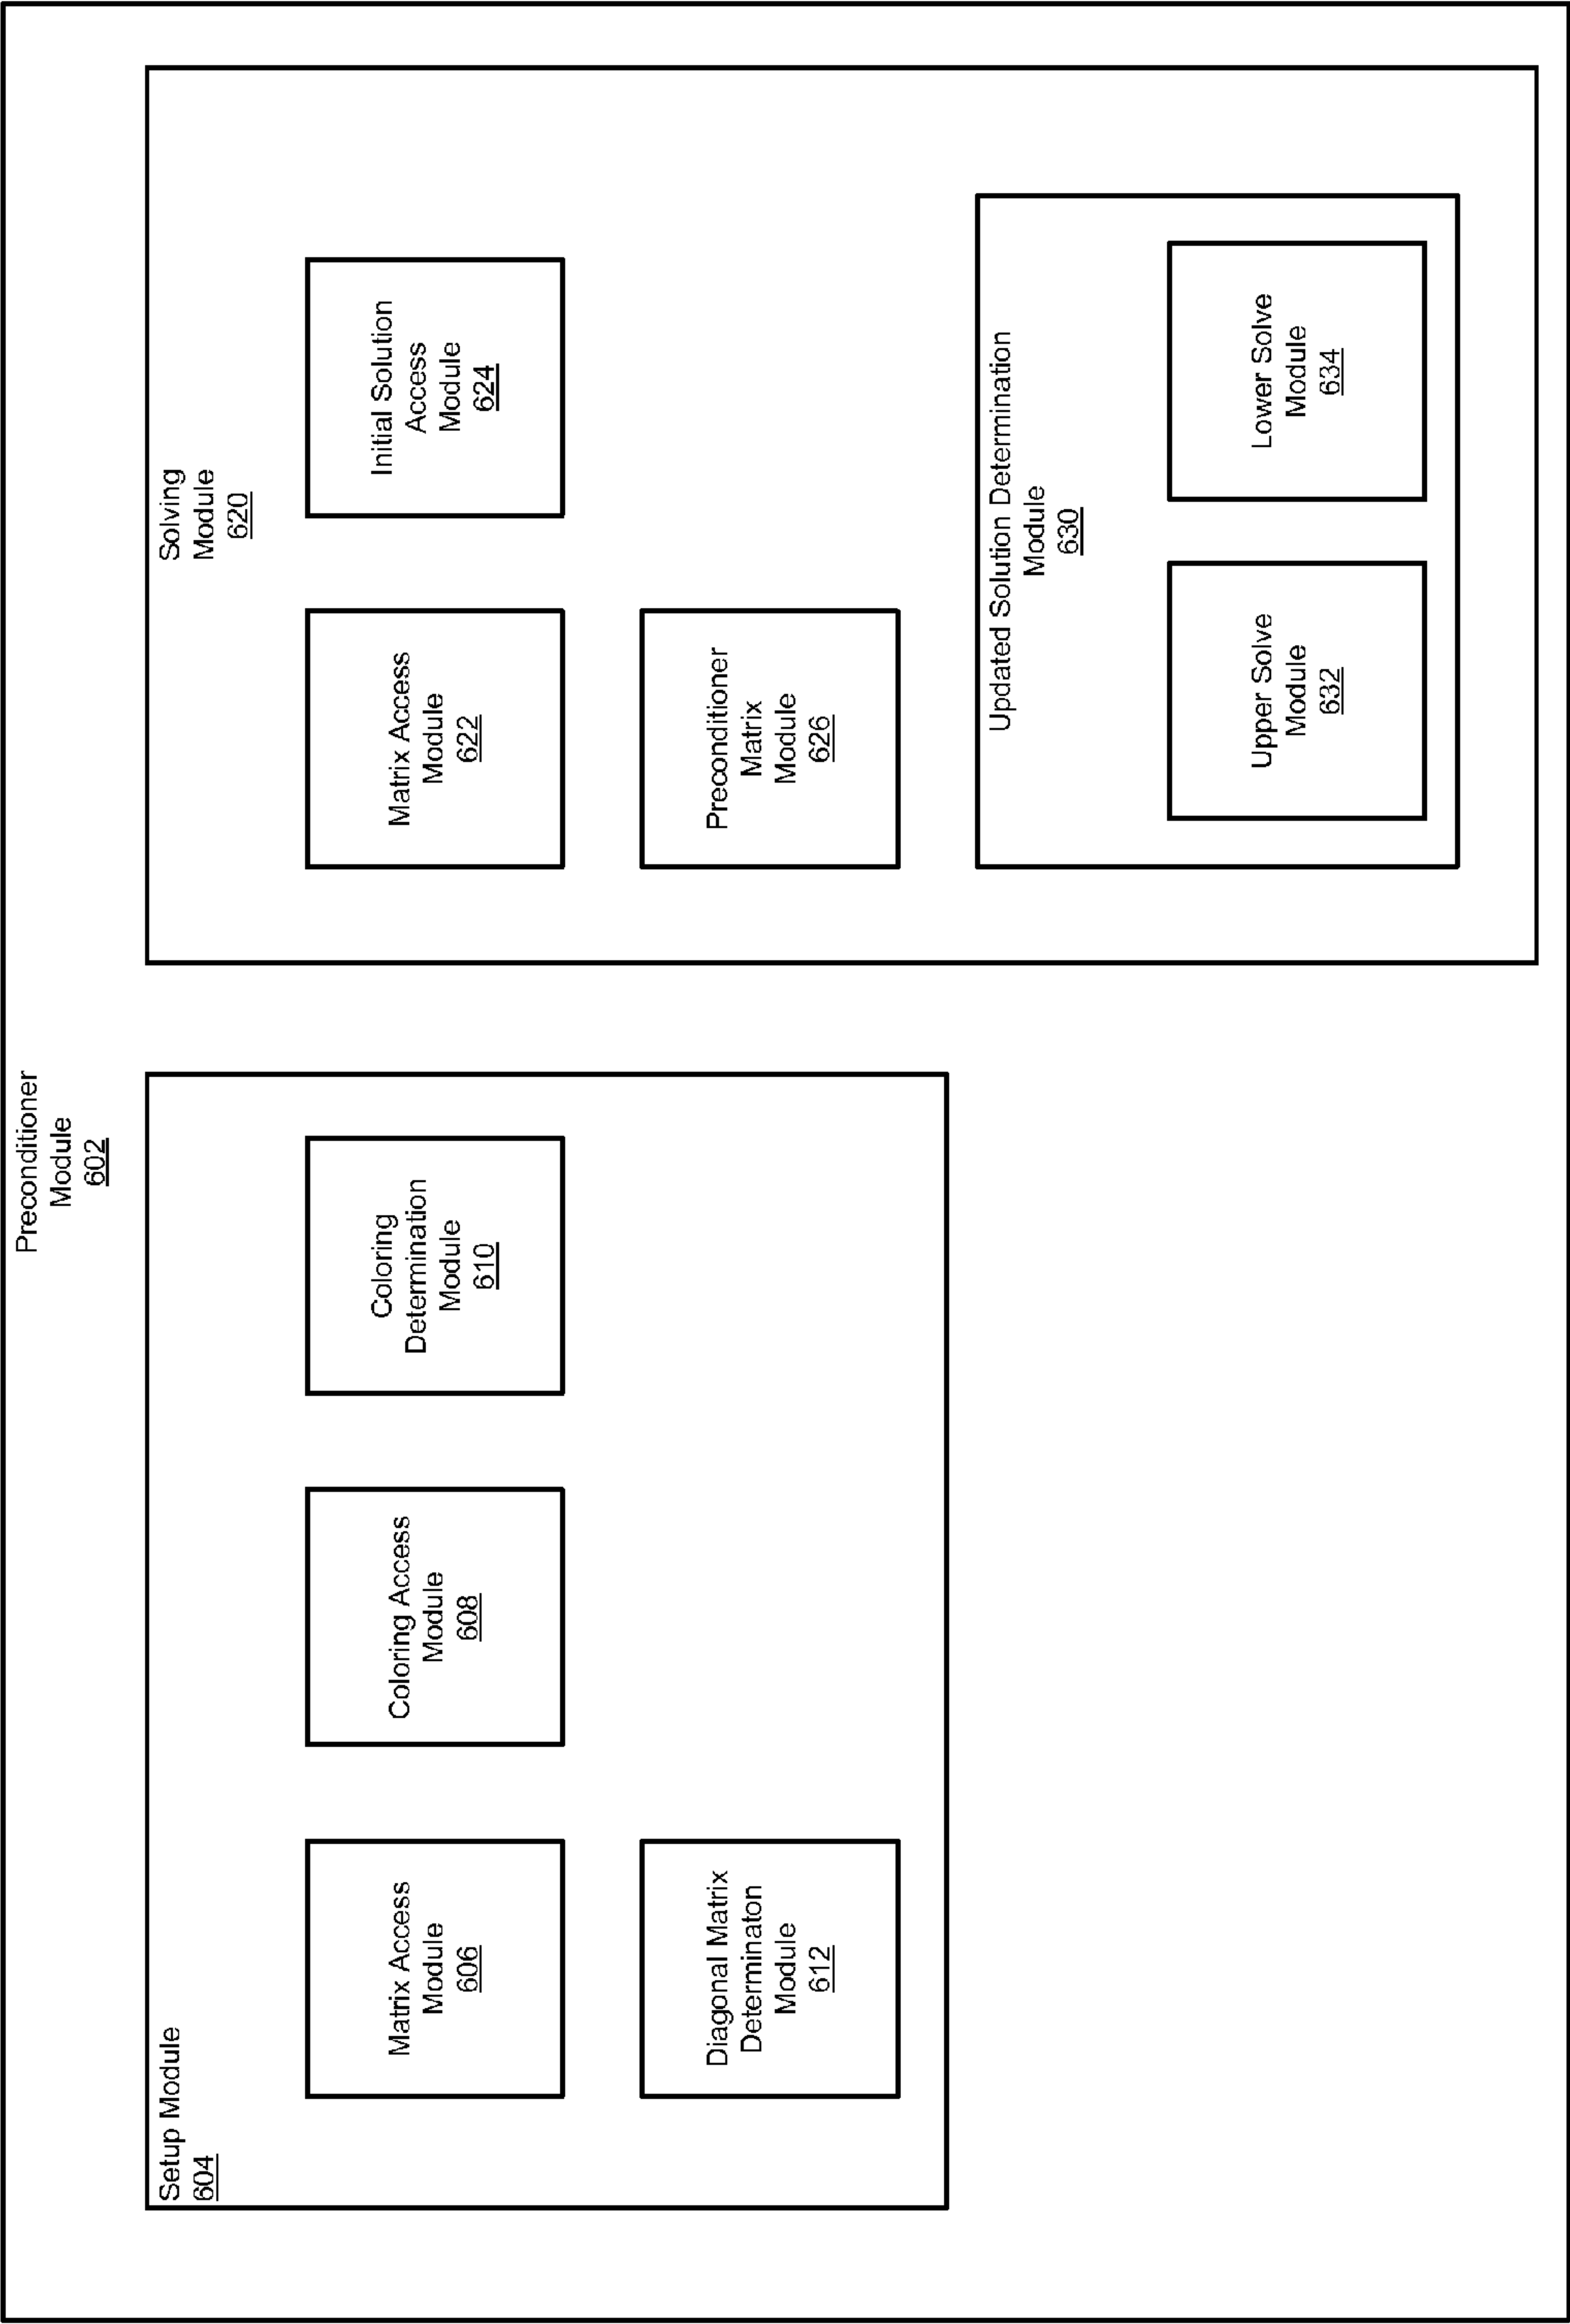 Preconditioner
Module
602
Setup Module
604
Matrix Access
Module
606
Coloring Access
Module
608
Coloring
Determination
Module
610
Diagonal Matrix
Determinaton
Module
612
Solving
Module
620
Matrix Access
Module
622
Initial Solution
Access
Module
624
Preconditioner
Matrix
Module
626
Updated Solution Determination
Module
630
Upper Solve
Module
632
Lower Solve
Module
634